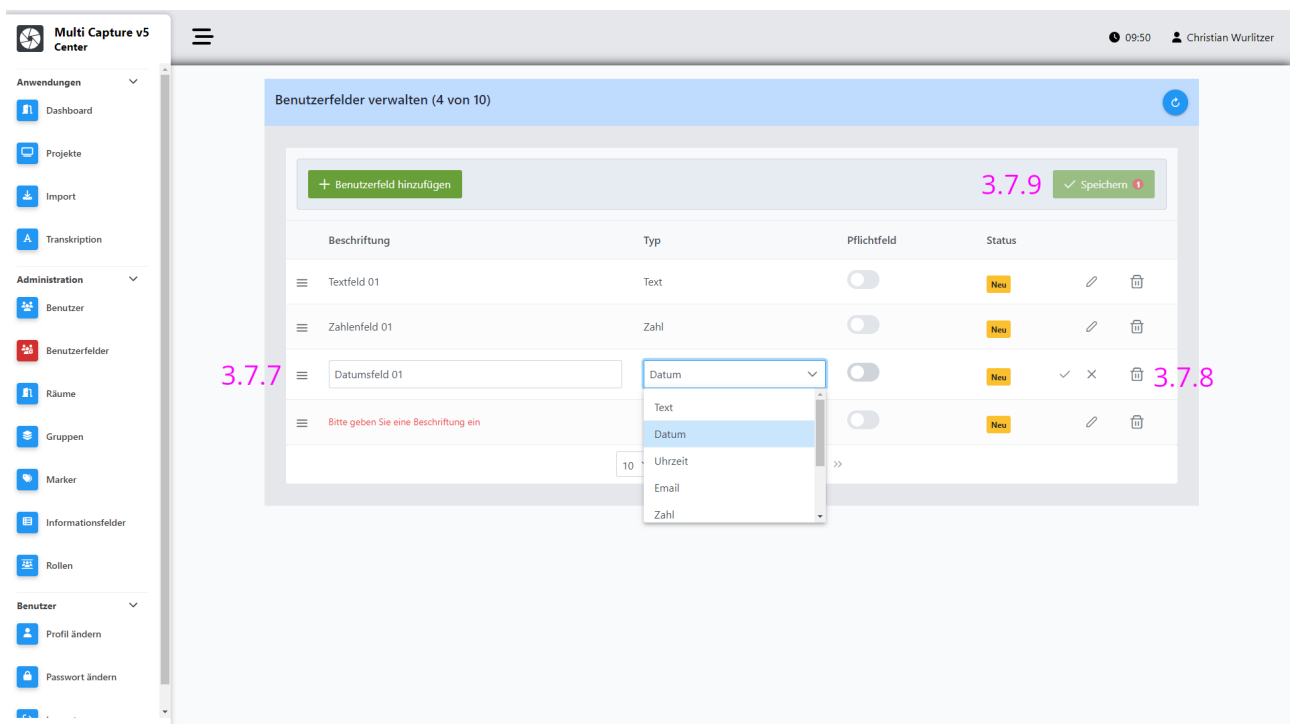 Multi Capture v5
Center
09:50
Christian Wurlitzer
Anwendungen
Dashboard
Projekte
Import
A
Transkription
Administration
Benutzer
Benutzerfelder
Räume
Gruppen
Marker
Informationsfelder
Rollen
Benutzer
Profil ändern
Passwort ändern
Benutzerfelder verwalten (4 von 10)
Benutzerfeld hinzufügen
3.7.9
Speichern 1
Beschriftung Typ Pflichtfeld Status
Textfeld 01 Text Neu
Zahlenfeld 01 Zahl Neu
3.7.7 Datumsfeld 01 Datum Neu 3.7.8
Bitte geben Sie eine Beschriftung ein Neu
Text
Datum
Uhrzeit
Email
Zahl
10